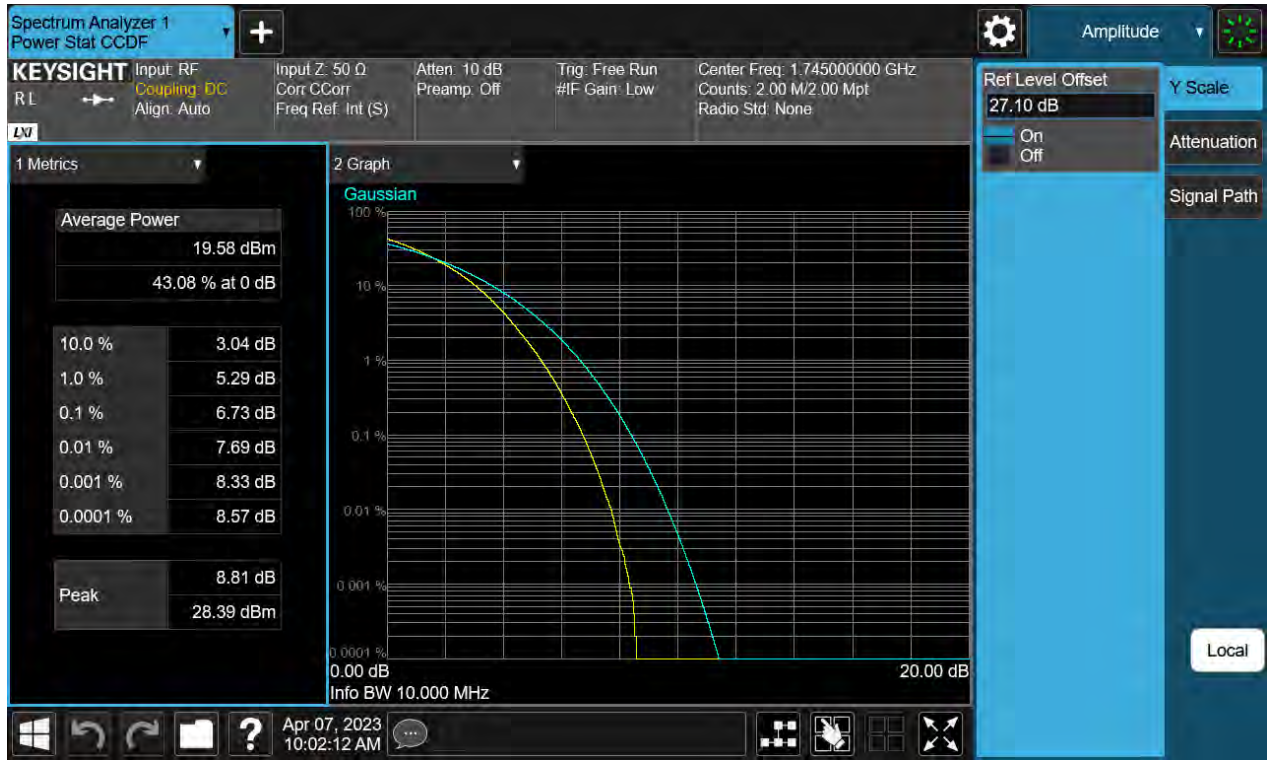 Spectrum Analyzer 1
Power Stat CCDF
+
Amplitude
KEYSIGHT
RL
LXI
Input: RF
Coupling: DC
Align: Auto
Input Z: 50 Ω
Corr CCorr
Freq Ref: Int (S)
Atten: 10 dB
Preamp: Off
Trig: Free Run
#IF Gain: Low
Center Freq: 1.745000000 GHz
Counts: 2.00 M/2.00 Mpt
Radio Std: None
Ref Level Offset
27.10 dB
On
Off
Y Scale
Attenuation
Signal Path
Local
1 Metrics
Average Power
19.58 dBm
43.08 % at 0 dB
10.0 % 3.04 dB
1.0 % 5.29 dB
0.1 % 6.73 dB
0.01 % 7.69 dB
0.001 % 8.33 dB
0.0001 % 8.57 dB
Peak
8.81 dB
28.39 dBm
2 Graph
Gaussian
100 %
10 %
1 %
0.1 %
0.01 %
0.001 %
0.0001 %
0.00 dB 20.00 dB
Info BW 10.000 MHz
?
Apr 07, 2023
10:02:12 AM